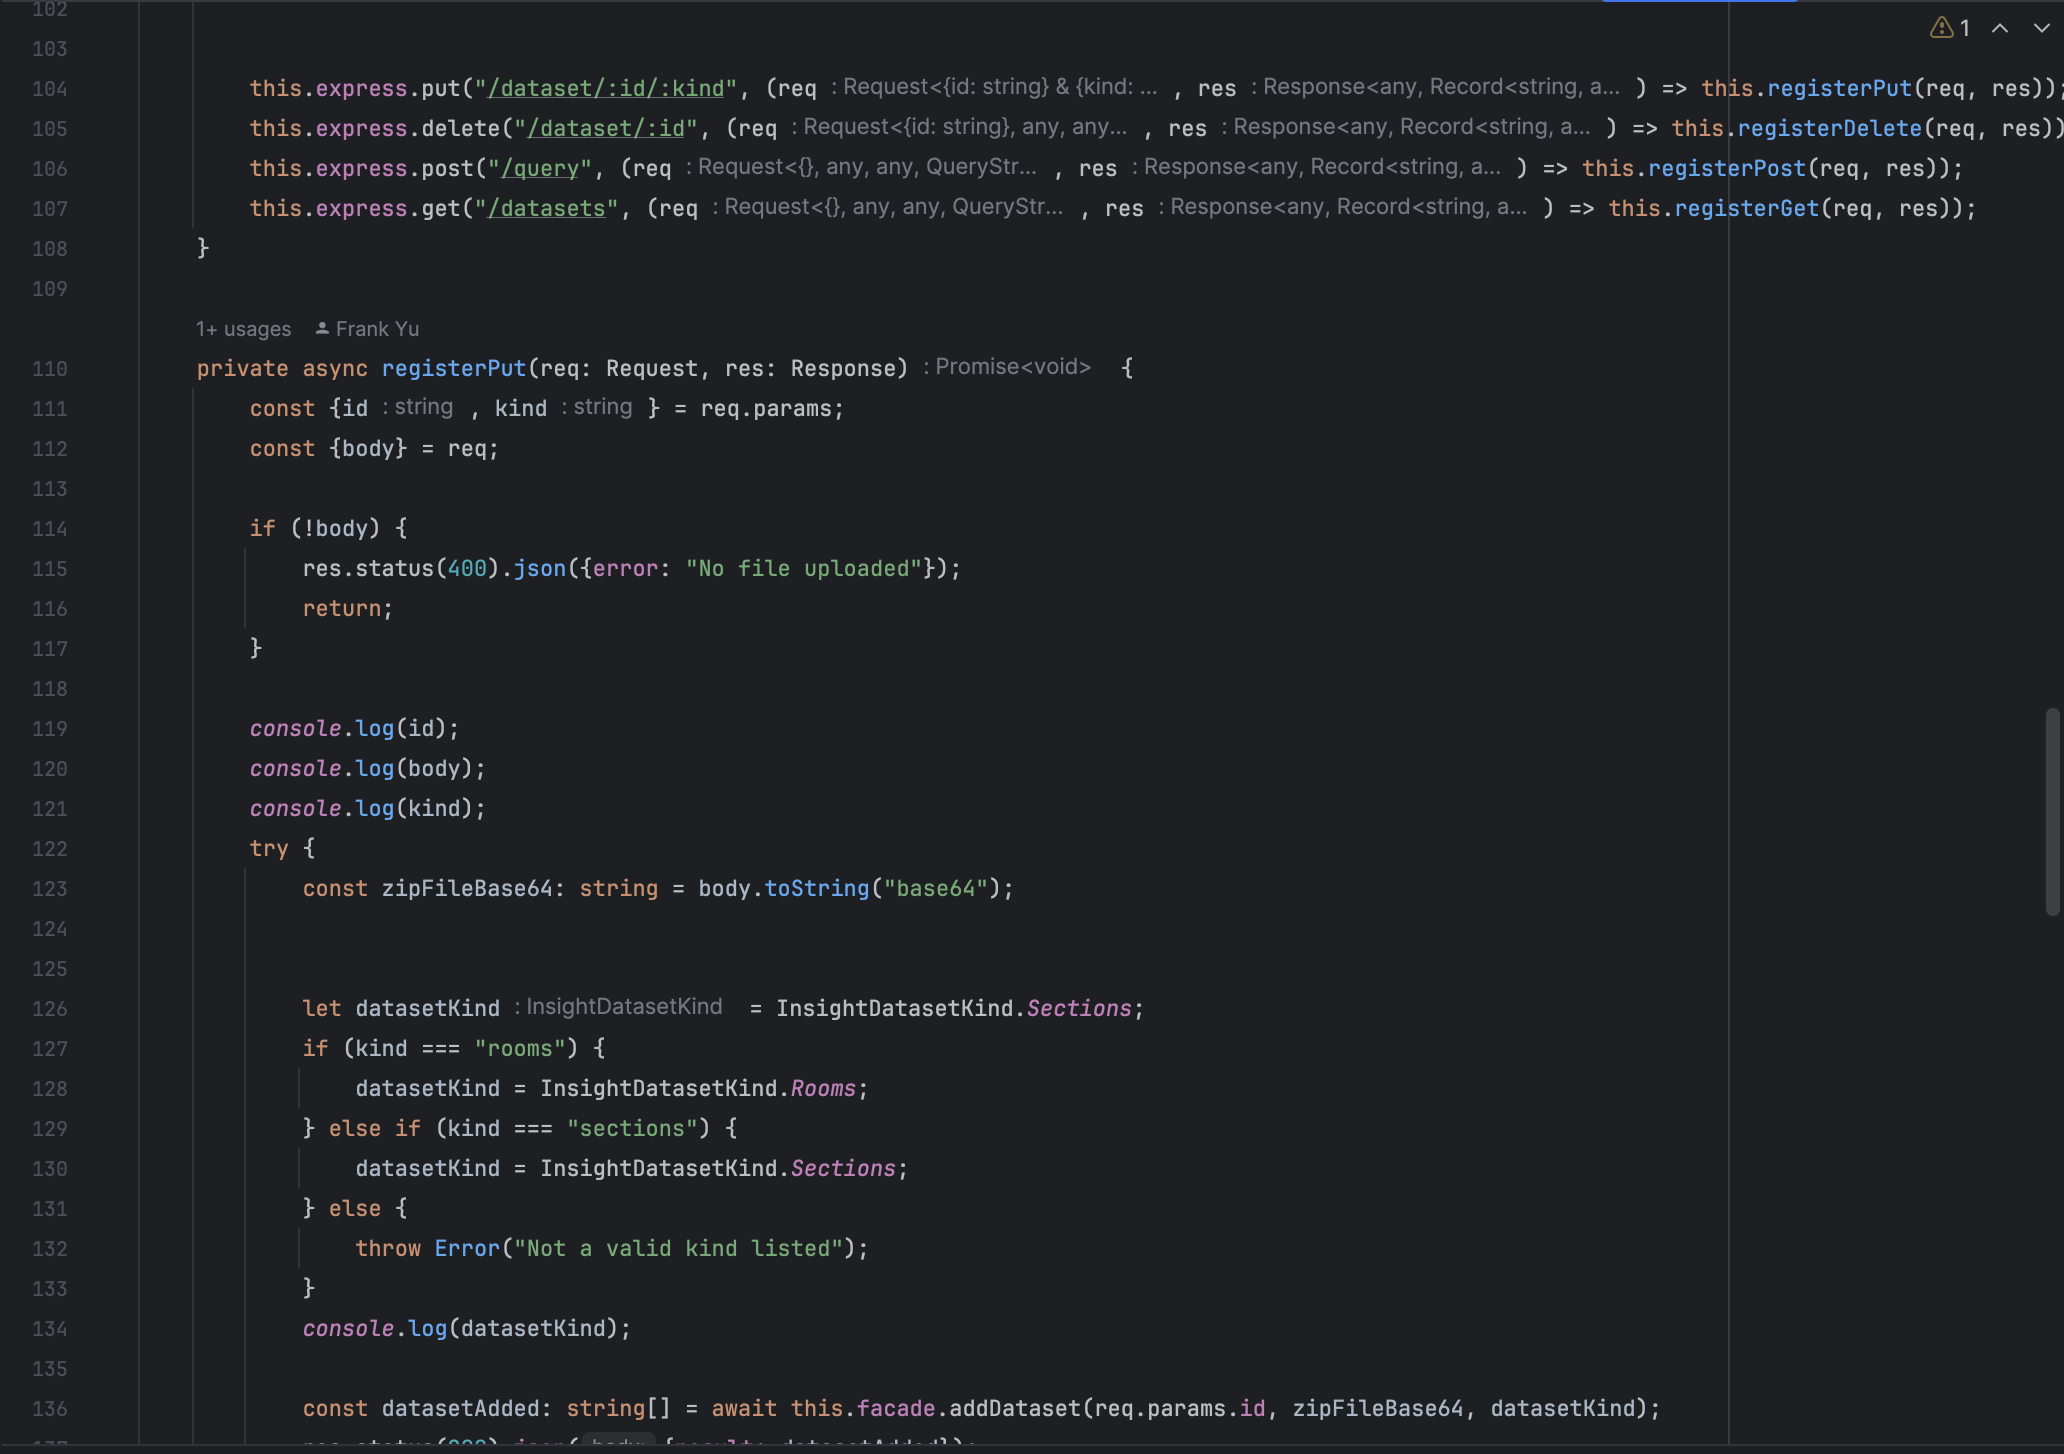 102
1
103
104 this.express.put("/dataset/:id/:kind", (req : Request<{id: string} & {kind: ... , res : Response<any, Record<string, a... ) => this.registerPut(req, res));
105 this.express.delete("/dataset/:id", (req : Request<{id: string}, any, any... , res : Response<any, Record<string, a... ) => this.registerDelete(req, res))
106 this.express.post("/query", (req : Request<{}, any, any, QueryStr... , res : Response<any, Record<string, a... ) => this.registerPost(req, res));
107 this.express.get("/datasets", (req : Request<{}, any, any, QueryStr... , res : Response<any, Record<string, a... ) => this.registerGet(req, res));
108 }
109
1+ usages Frank Yu
110 private async registerPut(req: Request, res: Response) : Promise<void> {
111 const {id : string , kind : string } = req.params;
112 const {body} = req;
113
114 if (!body) {
115 res.status(400).json({error: "No file uploaded"});
116 return;
117 }
118
119 console.log(id);
120 console.log(body);
121 console.log(kind);
122 try {
123 const zipFileBase64: string = body.toString("base64");
124
125
126 let datasetKind : InsightDatasetKind = InsightDatasetKind.Sections;
127 if (kind === "rooms") {
128 datasetKind = InsightDatasetKind.Rooms;
129 } else if (kind === "sections") {
130 datasetKind = InsightDatasetKind.Sections;
131 } else {
132 throw Error("Not a valid kind listed");
133 }
134 console.log(datasetKind);
135
136 const datasetAdded: string[] = await this.facade.addDataset(req.params.id, zipFileBase64, datasetKind);